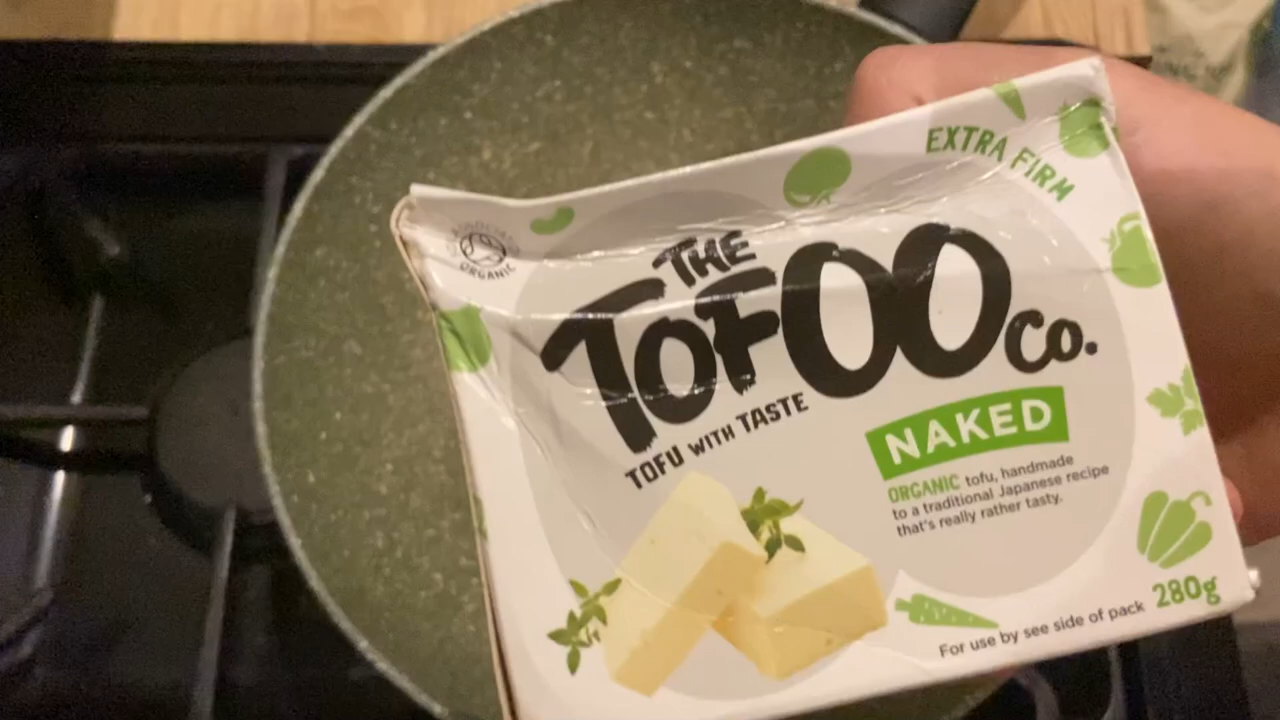 EXTRA FIRM
ORGANIC
THE
TOFOO CO.
TOFU WITH TASTE
NAKED
ORGANIC tofu, handmade
to a traditional Japanese recipe
that's really rather tasty.
280g
For use by see side of pack